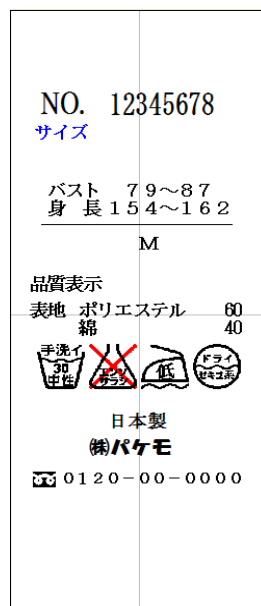 NO. 12345678
サイズ
バスト 79〜87
身長154〜162
M
品質表示
表地 ポリエステル 60
綿 40
手洗イ
30
中性
エンソ
サラシ
低
ドライ
セキユ系
日本製
㈱パケモ
0120-00-0000